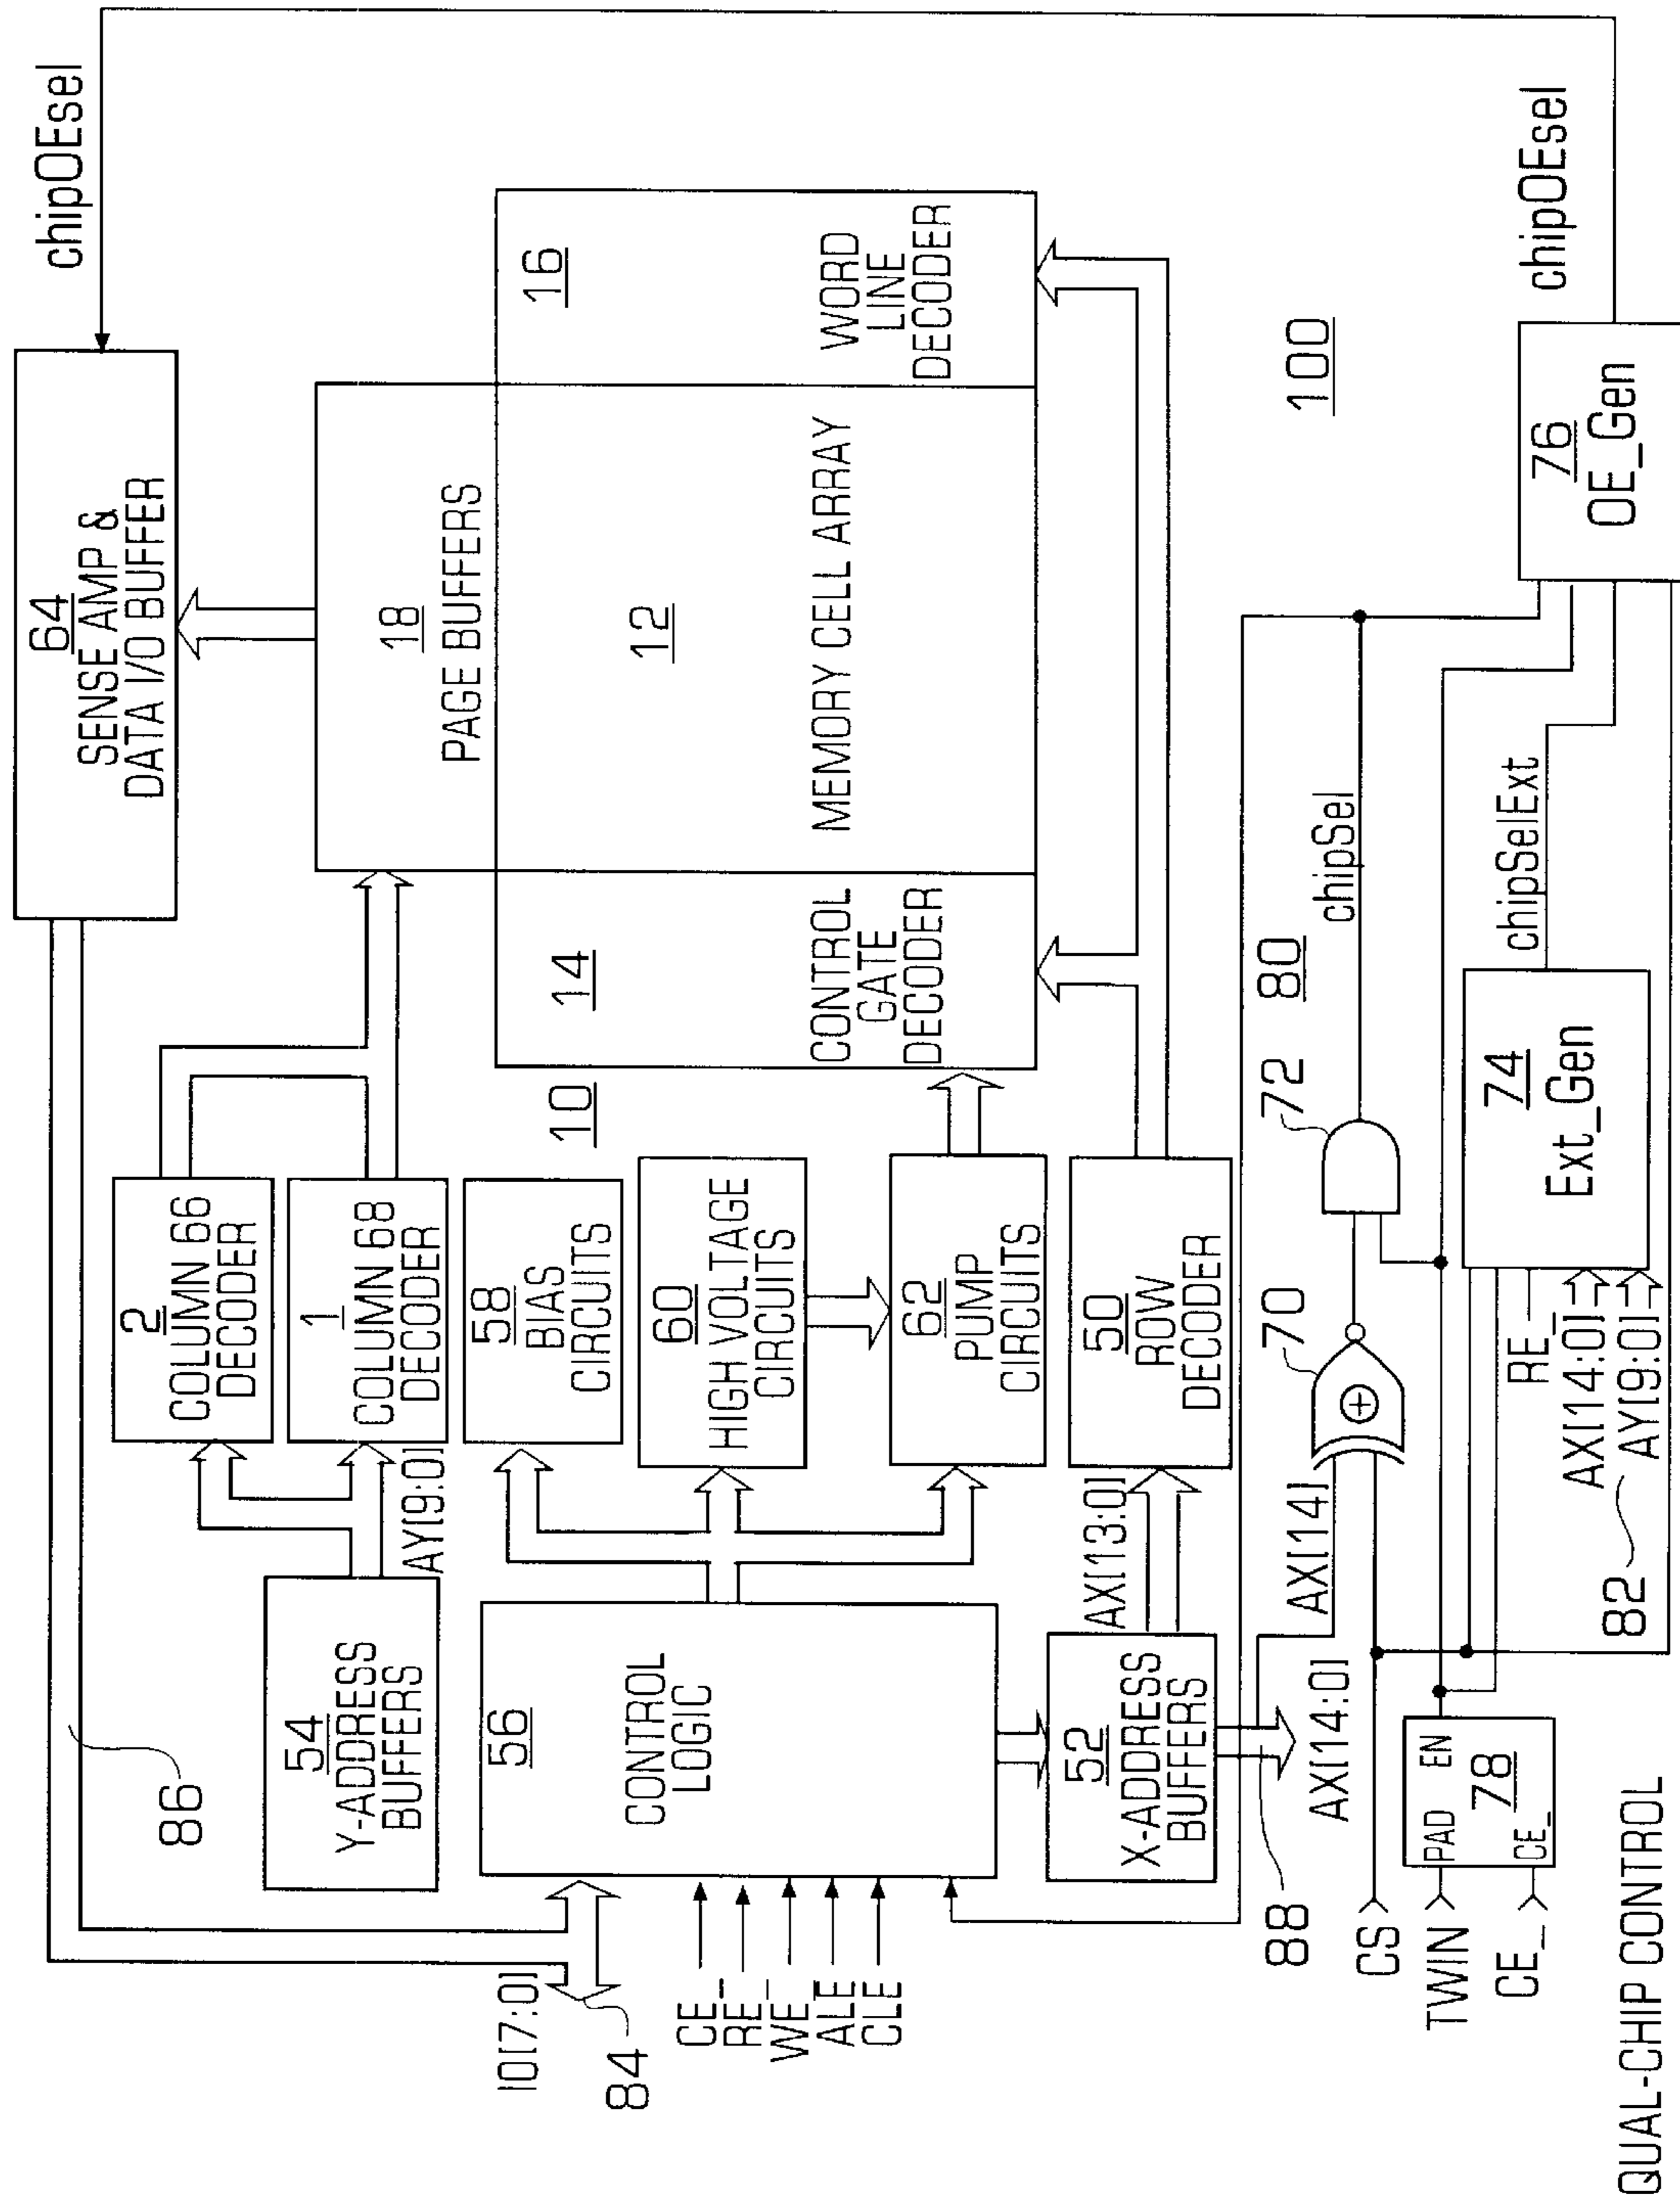 chipOEsel
64
SENSE AMP &
DATA I/O BUFFER
86
2
COLUMN 66
DECODER
1
COLUMN 68
DECODER
54
Y-ADDRESS
BUFFERS
AY[9:0]
18
PAGE BUFFERS
12
MEMORY CELL ARRAY
14
CONTROL
GATE
DECODER
16
WORD
LINE
DECODER
10
58
BIAS
CIRCUITS
60
HIGH VOLTAGE
CIRCUITS
62
PUMP
CIRCUITS
50
ROW
DECODER
56
CONTROL
LOGIC
IO[7:0]
84
CE_
RE_
WE_
ALE
CLE
AX[13:0]
52
X-ADDRESS
BUFFERS
88
AX[14:0]
AX[14]
70
72
80
chipSel
100
CS
TWIN
CE_
PAD EN
78
CE_
RE_
AX[14:0]
AY[9:0]
82
74
Ext_Gen
chipSelExt
76
OE_Gen
chipOEsel
QUAL-CHIP CONTROL